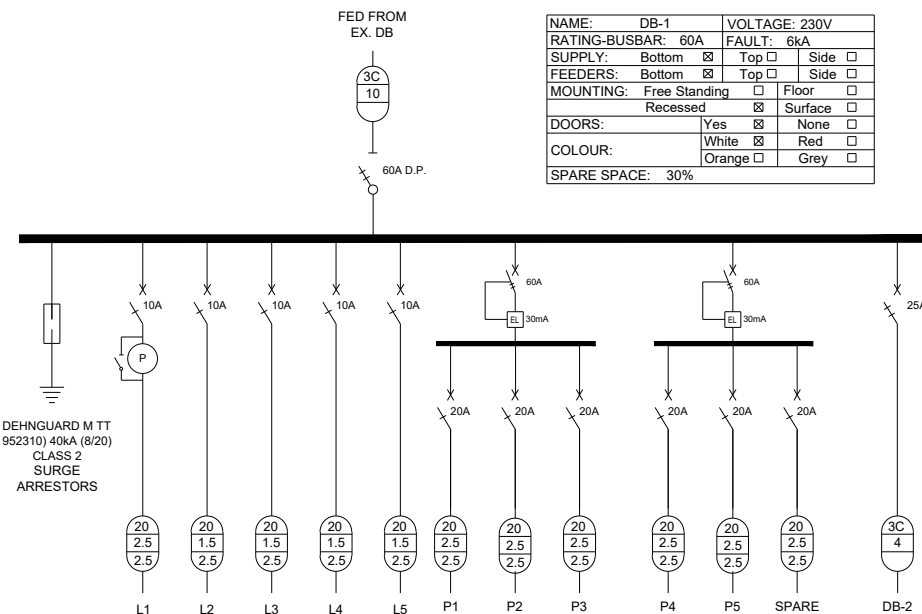 FED FROM
EX. DB
3C
10
60A D.P.
NAME: DB-1 VOLTAGE: 230V
RATING-BUSBAR: 60A FAULT: 6kA
SUPPLY: Bottom ☒ Top ☐ Side ☐
FEEDERS: Bottom ☒ Top ☐ Side ☐
MOUNTING: Free Standing ☐ Floor ☐
Recessed ☒ Surface ☐
DOORS: Yes ☒ None ☐
COLOUR: White ☒ Red ☐
Orange ☐ Grey ☐
SPARE SPACE: 30%
60A 60A
10A 10A 10A 10A 10A 25A
EL 30mA EL 30mA
P
20A 20A 20A 20A 20A 20A
DEHNGUARD M TT
952310) 40kA (8/20)
CLASS 2
SURGE
ARRESTORS
20 20 20 20 20 20 20 20 20 20 20 3C
2.5 1.5 1.5 1.5 1.5 2.5 2.5 2.5 2.5 2.5 2.5 4
2.5 2.5 2.5 2.5 2.5 2.5 2.5 2.5 2.5 2.5 2.5
L1 L2 L3 L4 L5 P1 P2 P3 P4 P5 SPARE DB-2